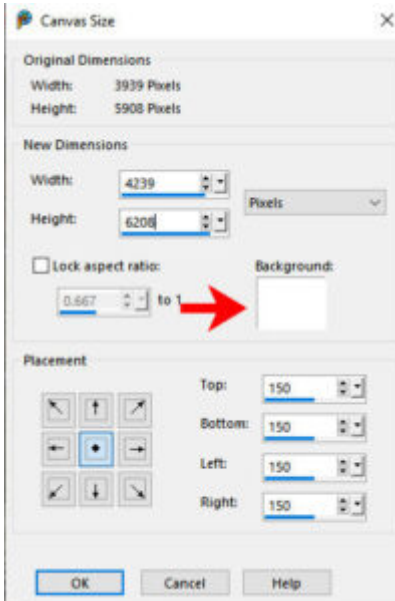 Canvas Size
Original Dimensions
Width: 3939 Pixels
Height: 5908 Pixels
New Dimensions
Width: 4239
Pixels
Height: 6208
Lock aspect ratio: Background:
0.667 to 1
Placement
Top: 150
Bottom: 150
Left: 150
Right: 150
OK Cancel Help